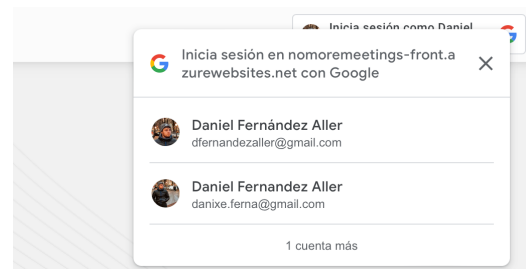 Inicia sesión como Daniel
Inicia sesión en nomoremeetings-front.a
zurewebsites.net con Google
Daniel Fernández Aller
dfernandezaller@gmail.com
Daniel Fernandez Aller
danixe.ferna@gmail.com
1 cuenta más